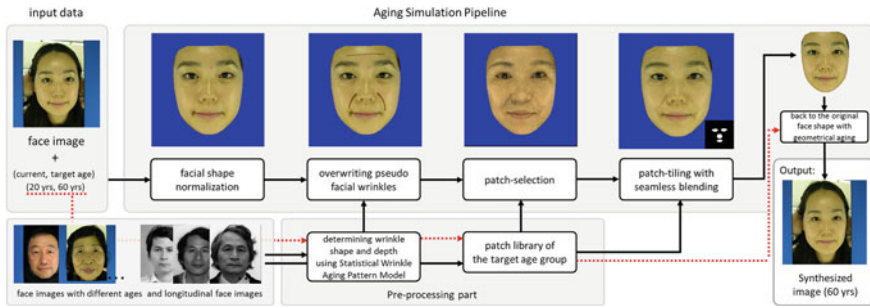 input data
Aging Simulation Pipeline
face image
+
(current, target age)
(20 yrs, 60 yrs)
facial shape
normalization
overwriting pseudo
facial wrinkles
patch-selection
patch-tiling with
seamless blending
back to the original
face shape with
geometrical aging
Output:
Synthesized
image (60 yrs)
...
face images with different ages and longitudinal face images
determining wrinkle
shape and depth
using Statistical Wrinkle
Aging Pattern Model
patch library of
the target age group
Pre-processing part